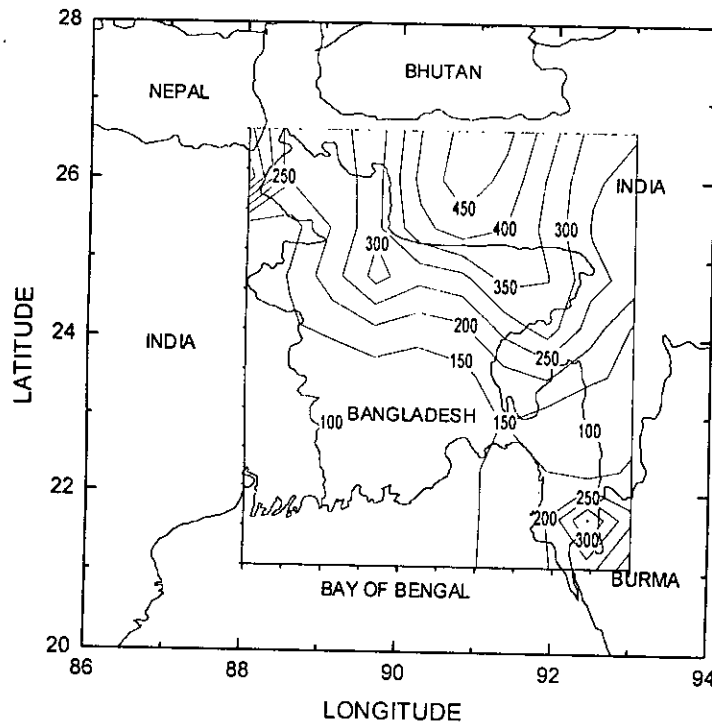 28
BHUTAN
NEPAL
26
250
INDIA
450
400
300
300
350
24
200
INDIA
250
150
LATITUDE
BANGLADESH
100
150
100
22
250
200
300
BURMA
BAY OF BENGAL
20
86
88
90
92
94
LONGITUDE